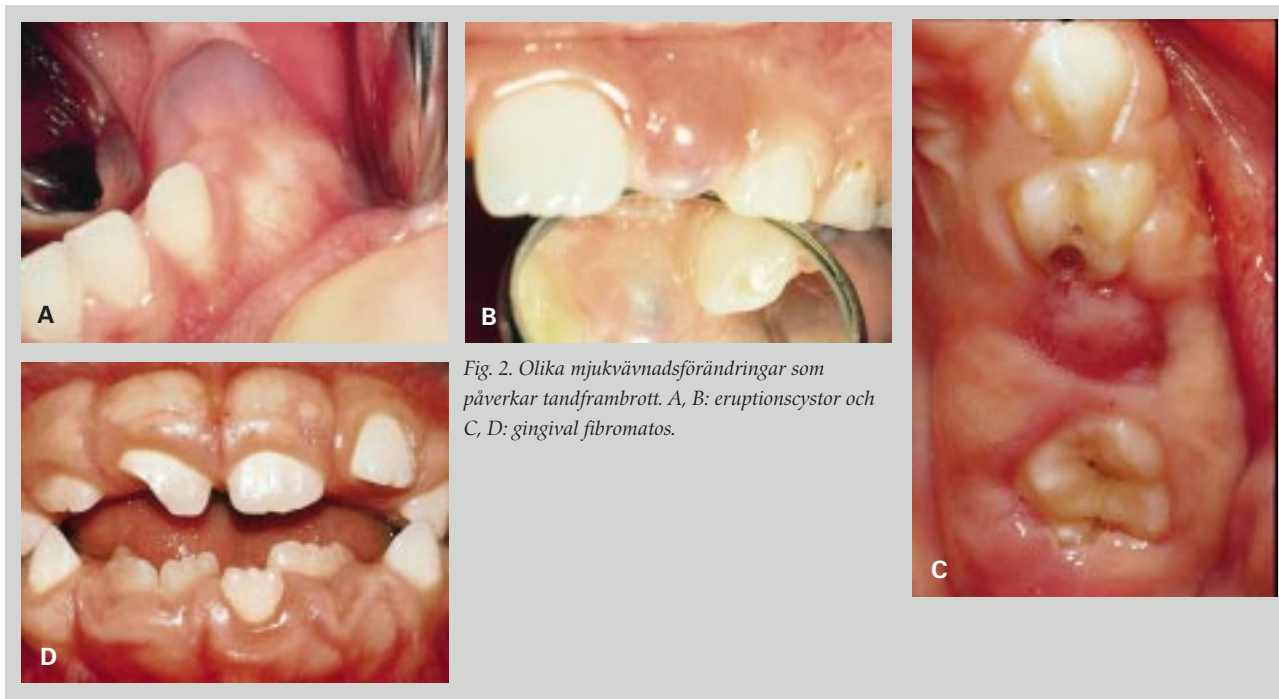 A
B
Fig. 2. Olika mjukvävnadsförändringar som
påverkar tandframbrott. A, B: eruptionscystor och
C, D: gingival fibromatos.
C
D